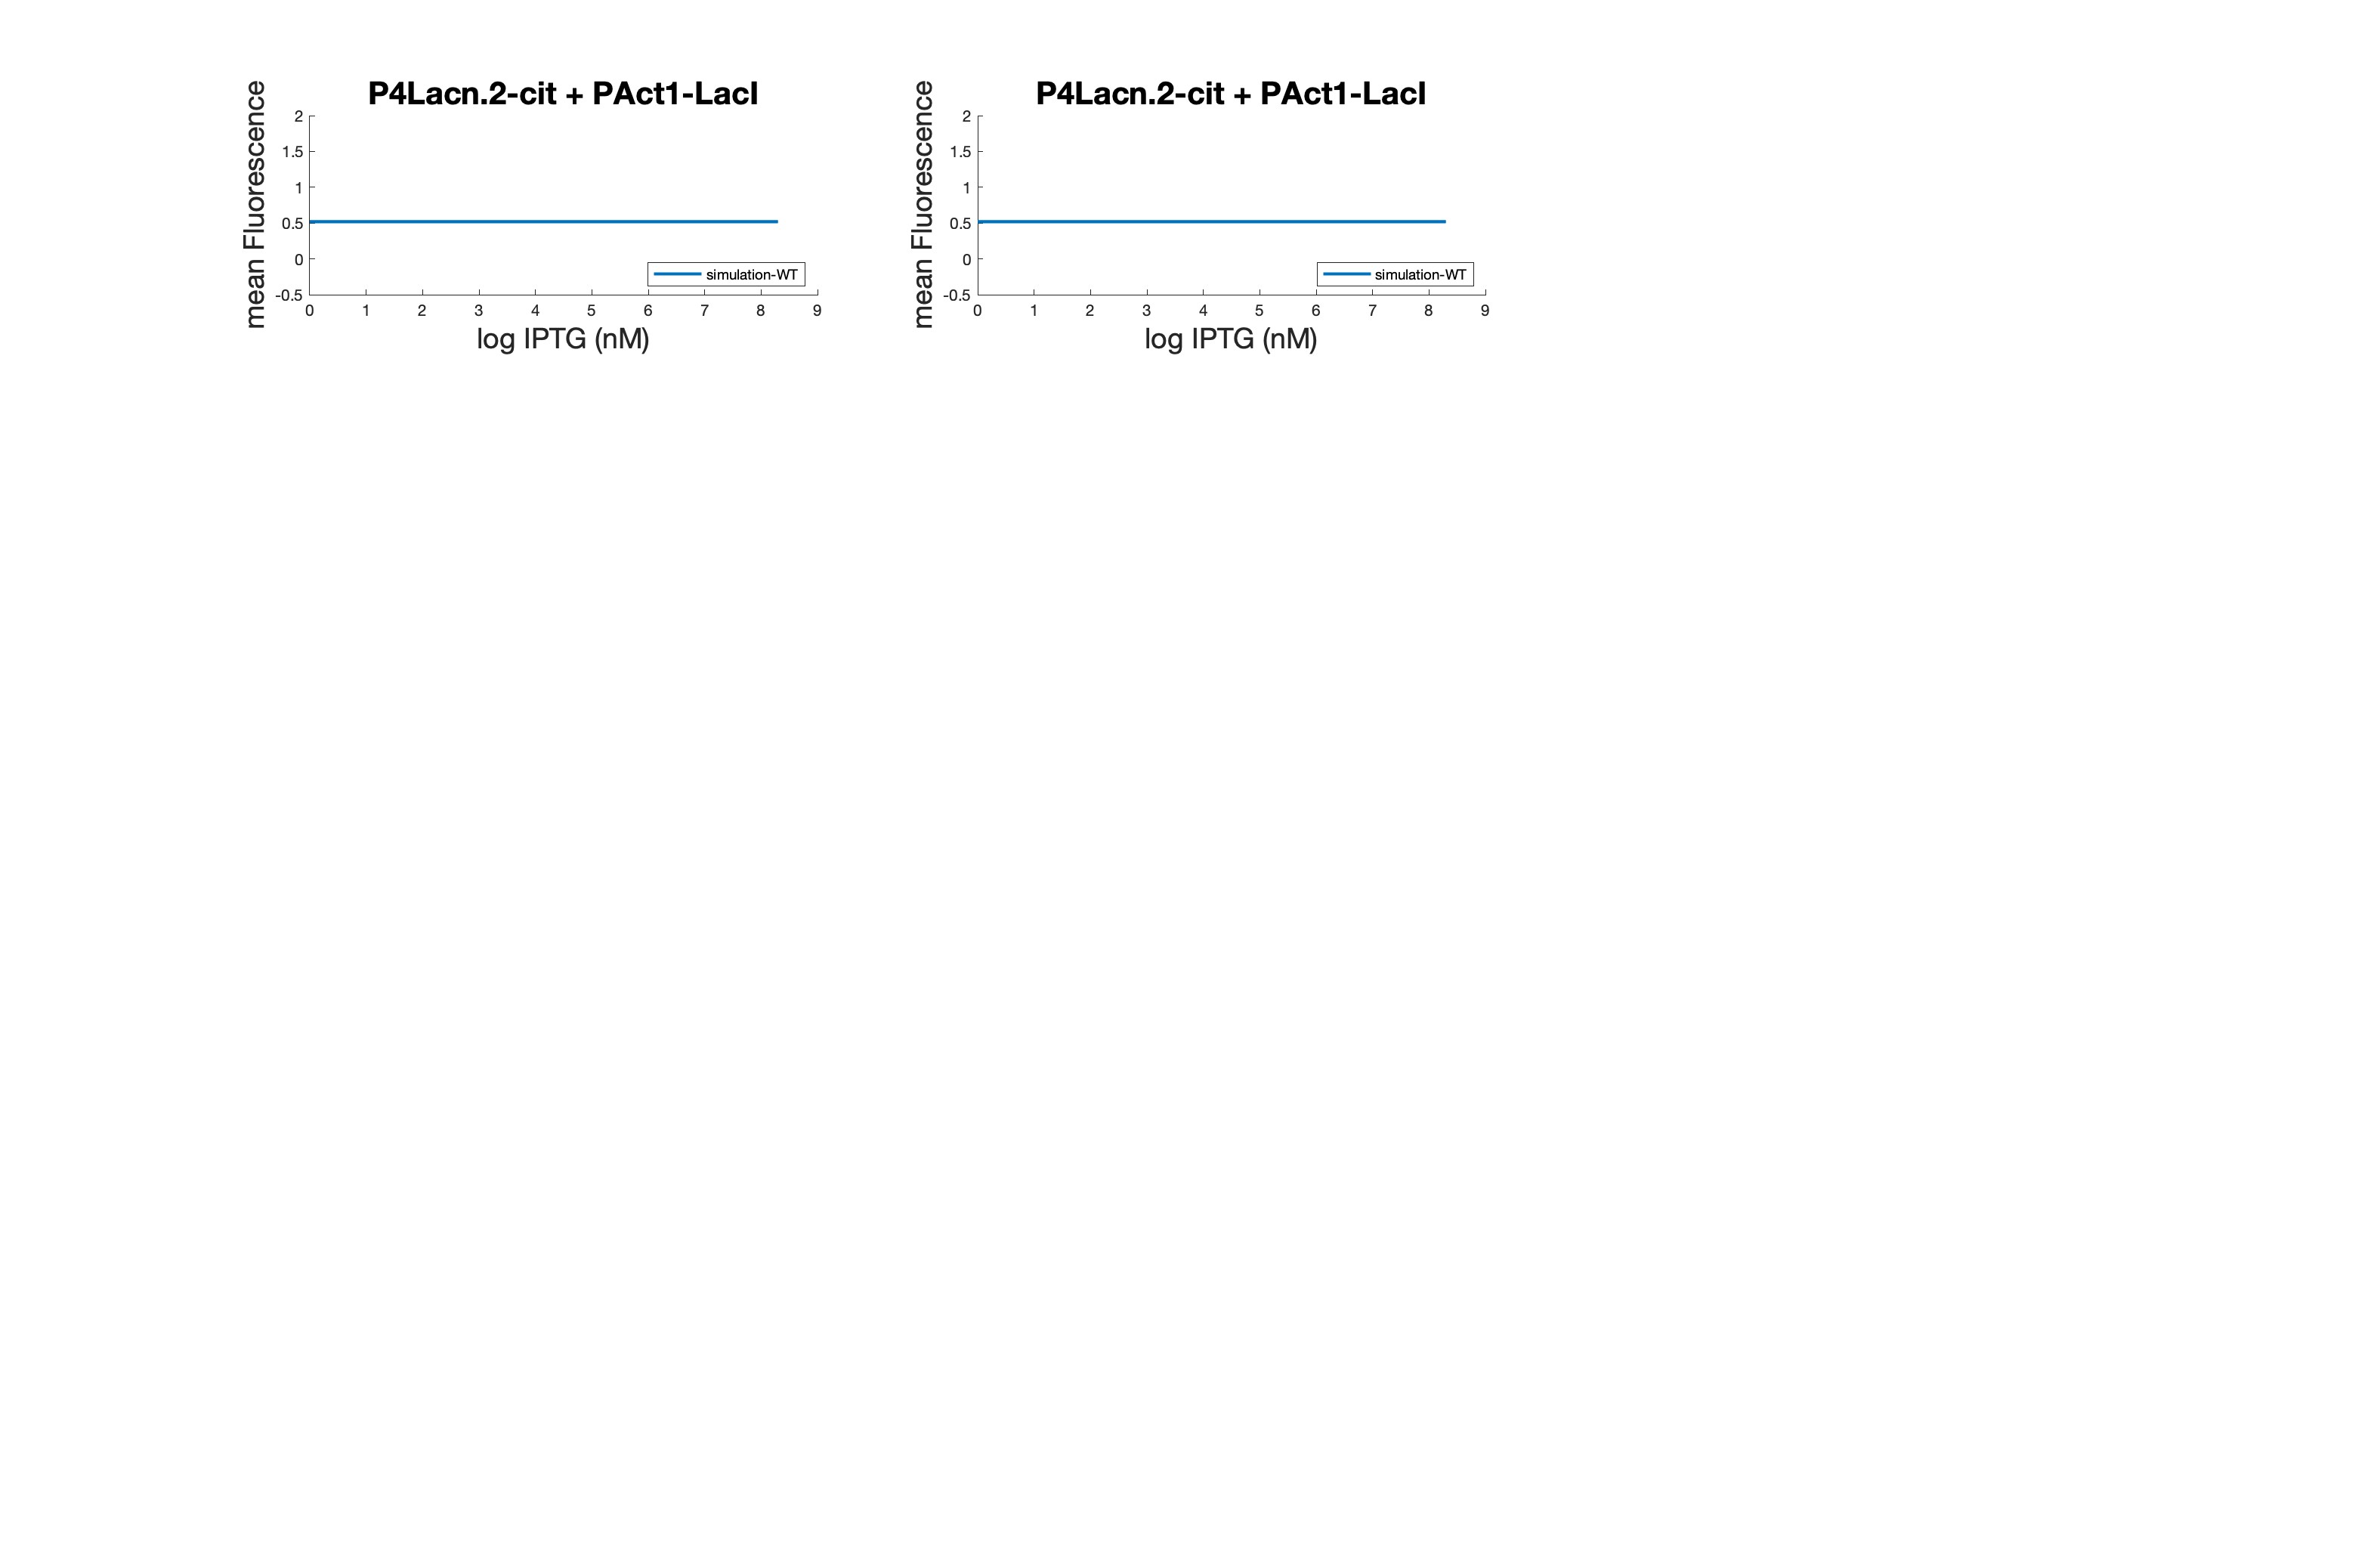 P4Lacn.2-cit + PAct1-LacI
mean Fluorescence
2
1.5
1
0.5
0
-0.5
simulation-WT
0 1 2 3 4 5 6 7 8 9
log IPTG (nM)
P4Lacn.2-cit + PAct1-LacI
mean Fluorescence
2
1.5
1
0.5
0
-0.5
simulation-WT
0 1 2 3 4 5 6 7 8 9
log IPTG (nM)